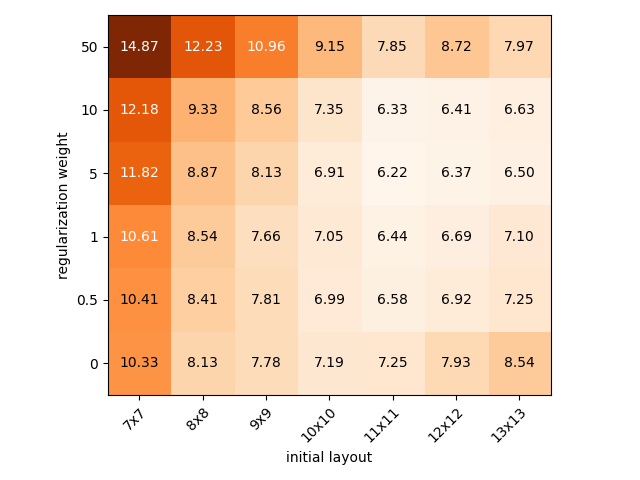 50 14.87 12.23 10.96 9.15 7.85 8.72 7.97
10 12.18 9.33 8.56 7.35 6.33 6.41 6.63
5 11.82 8.87 8.13 6.91 6.22 6.37 6.50
1 10.61 8.54 7.66 7.05 6.44 6.69 7.10
0.5 10.41 8.41 7.81 6.99 6.58 6.92 7.25
0 10.33 8.13 7.78 7.19 7.25 7.93 8.54
regularization weight
7x7 8x8 9x9 10x10 11x11 12x12 13x13
initial layout